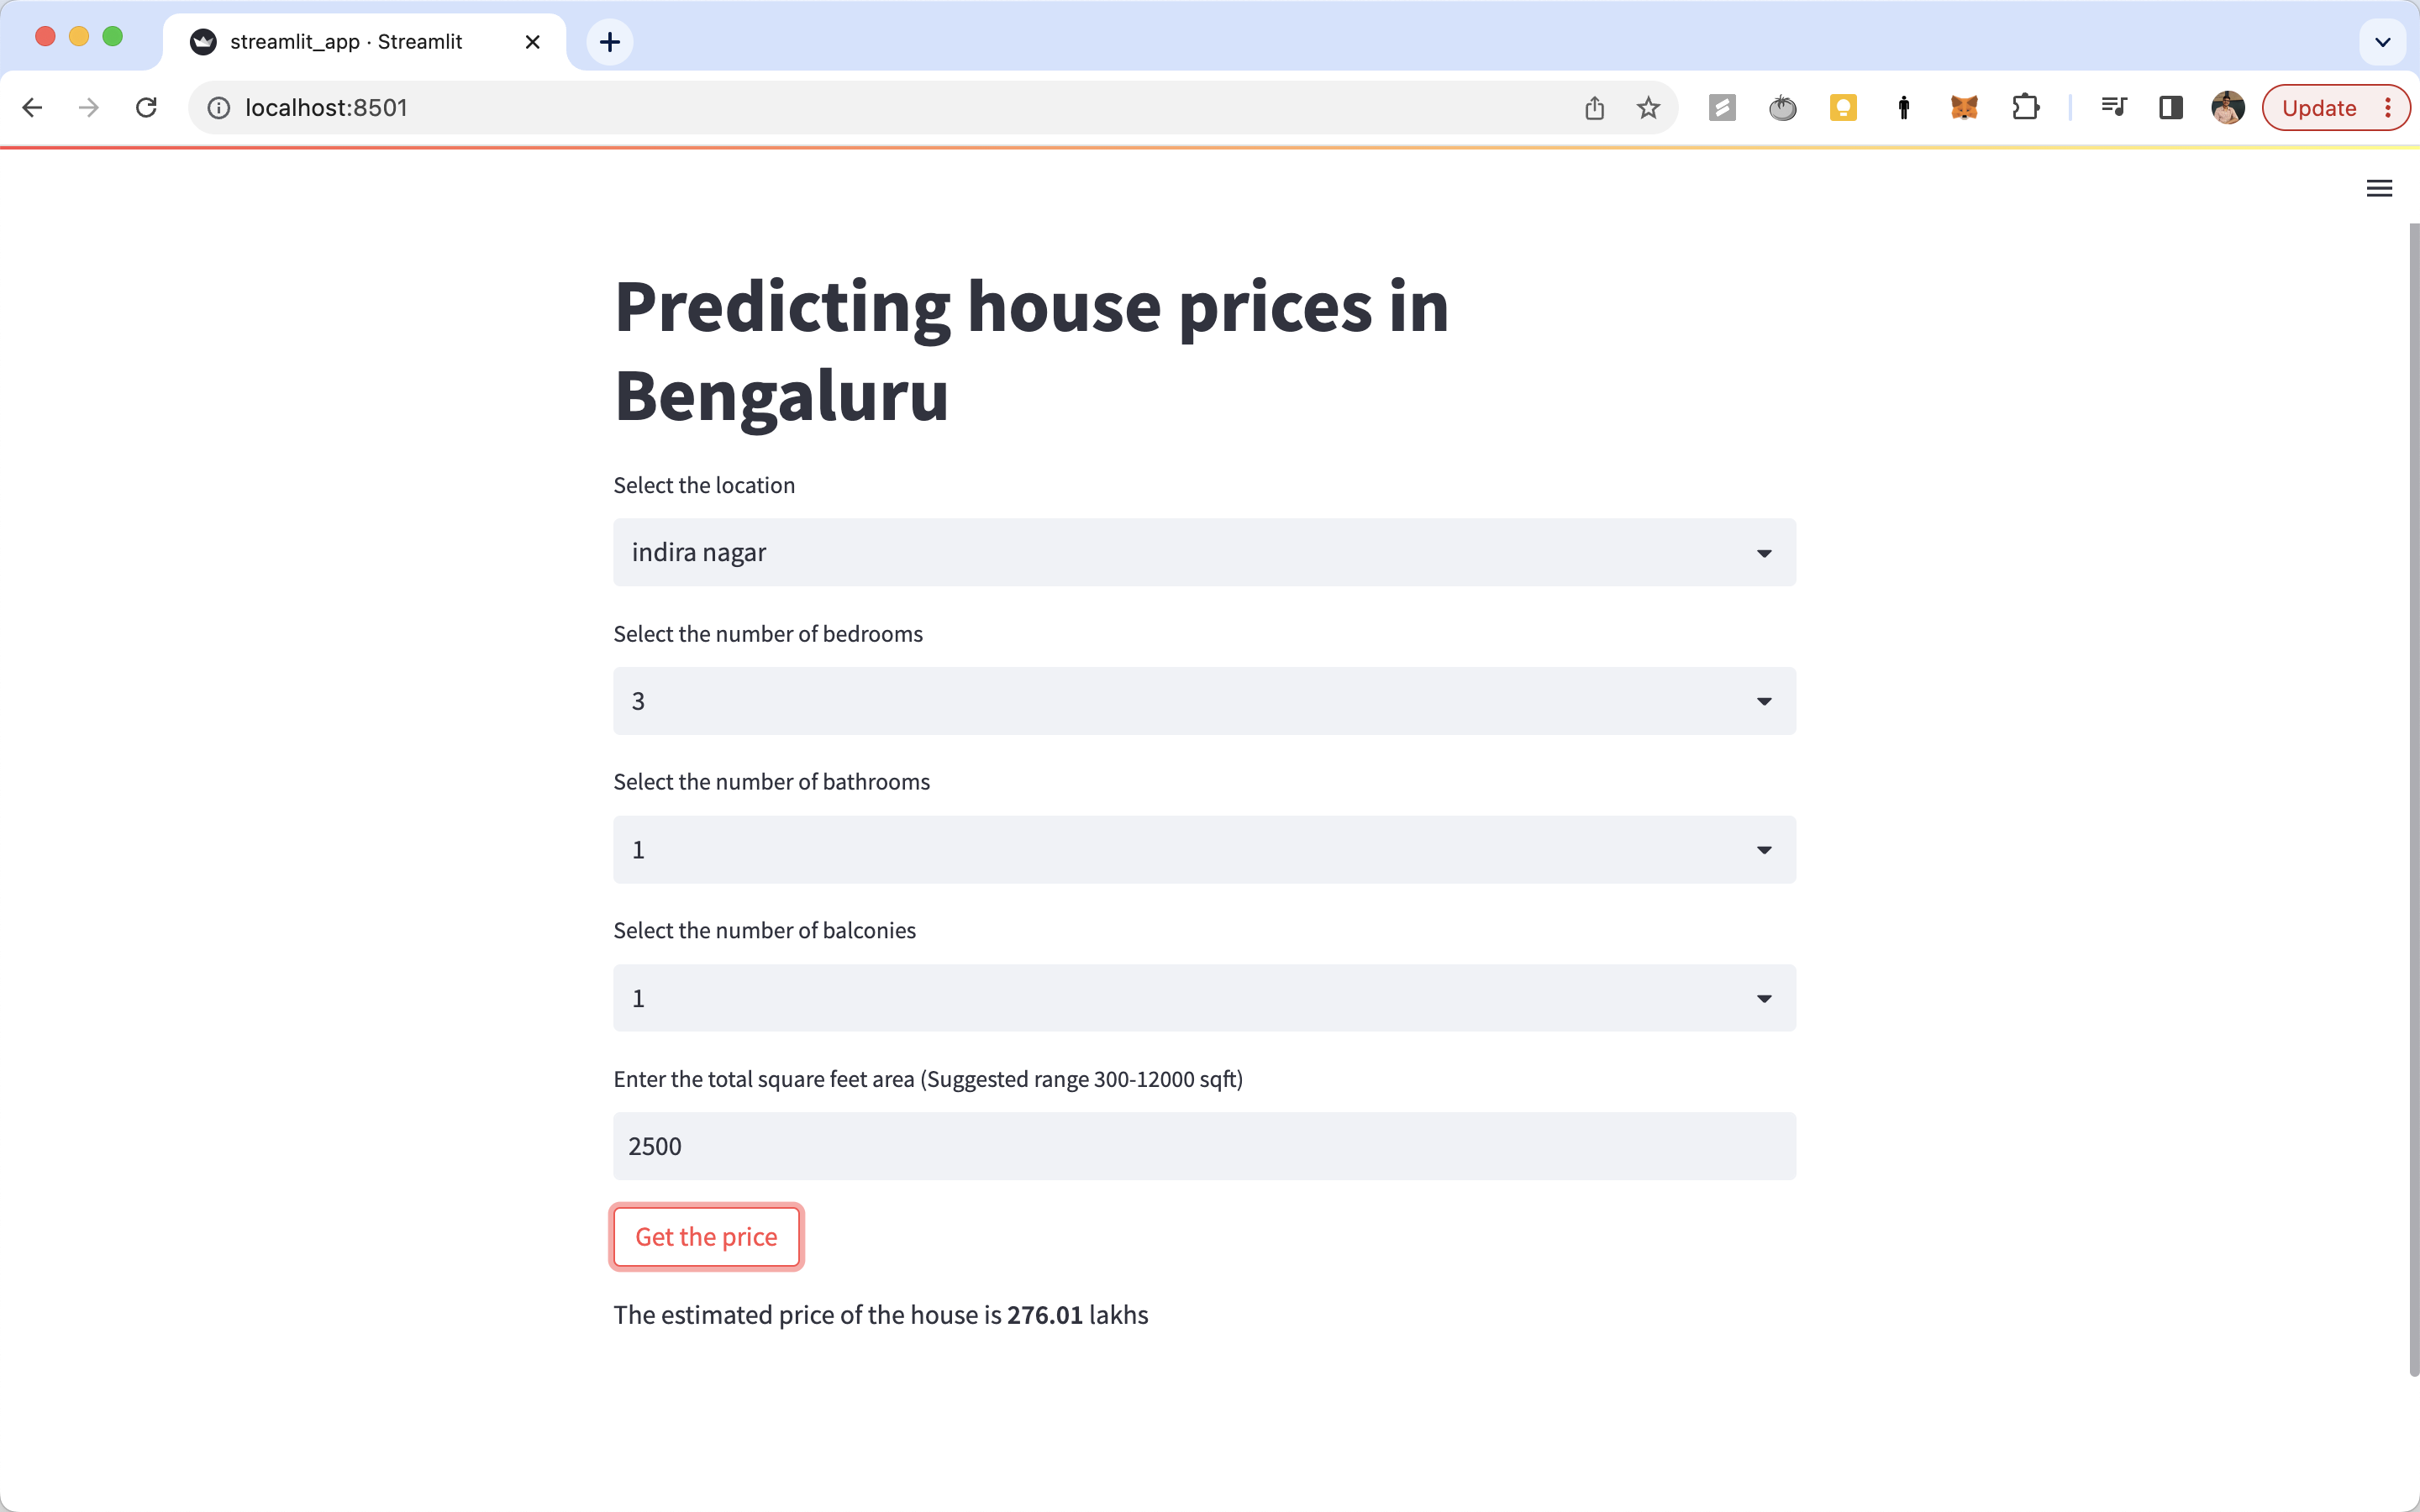 streamlit_app · Streamlit
localhost:8501
Update
Predicting house prices in
Bengaluru
Select the location
indira nagar
Select the number of bedrooms
3
Select the number of bathrooms
1
Select the number of balconies
1
Enter the total square feet area (Suggested range 300-12000 sqft)
2500
Get the price
The estimated price of the house is 276.01 lakhs